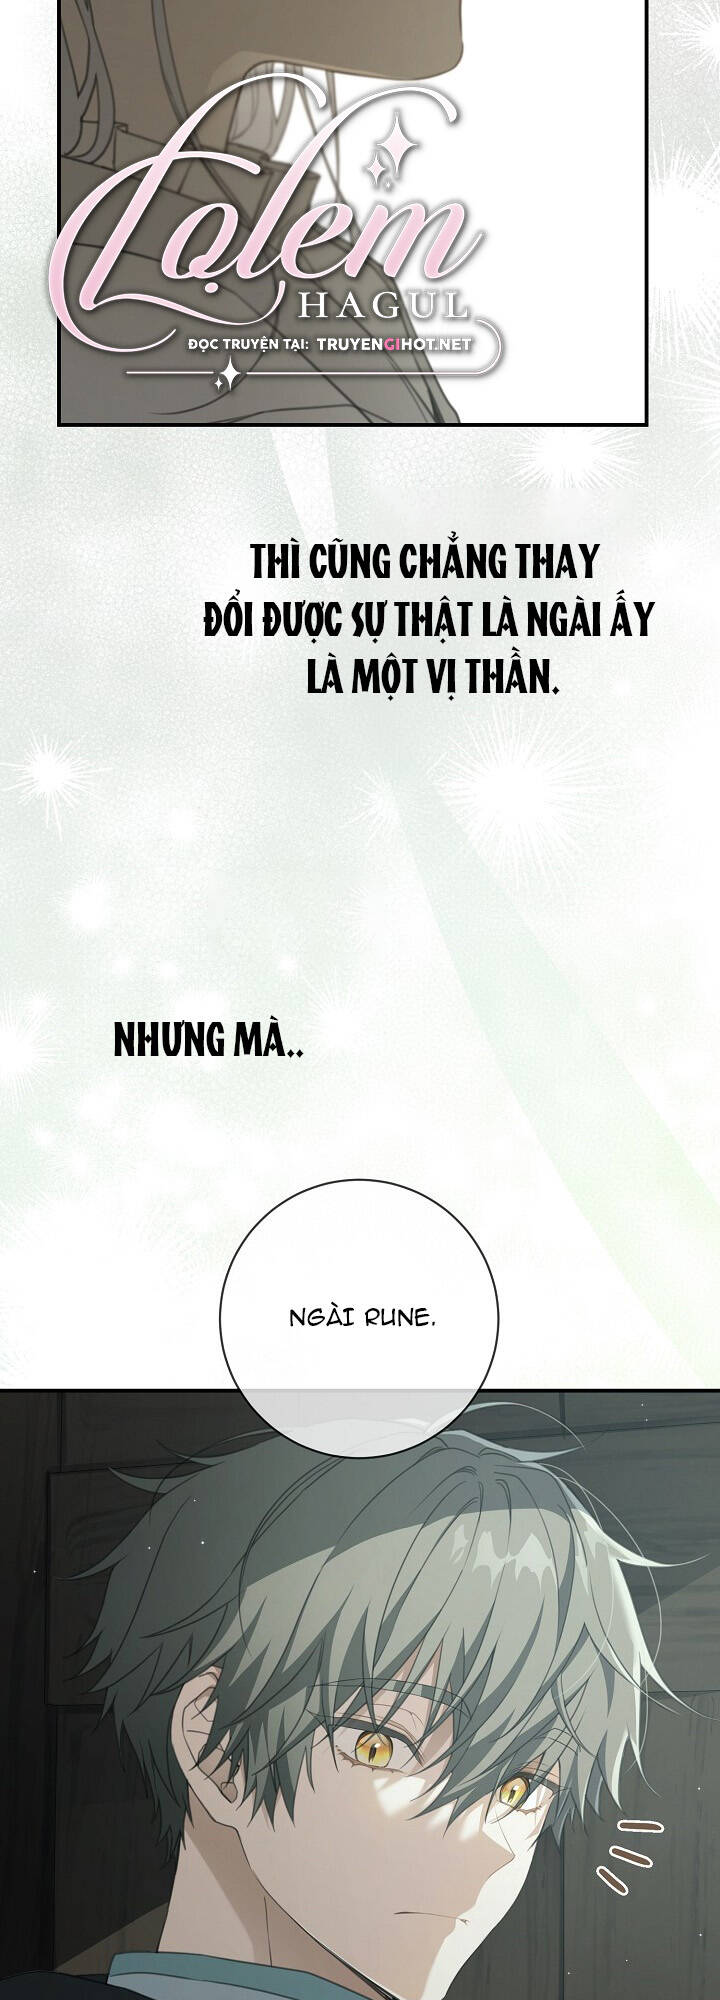 Lọlem
HAGUL
ĐỌC TRUYỆN TẠI: TRUYENGIHOT.NET
THÌ CŨNG CHẲNG THAY
ĐỔI ĐƯỢC SỰ THẬT LÀ NGÀI ẤY
LÀ MỘT VỊ THẦN.
NHƯNG MÀ..
NGÀI RUNE.